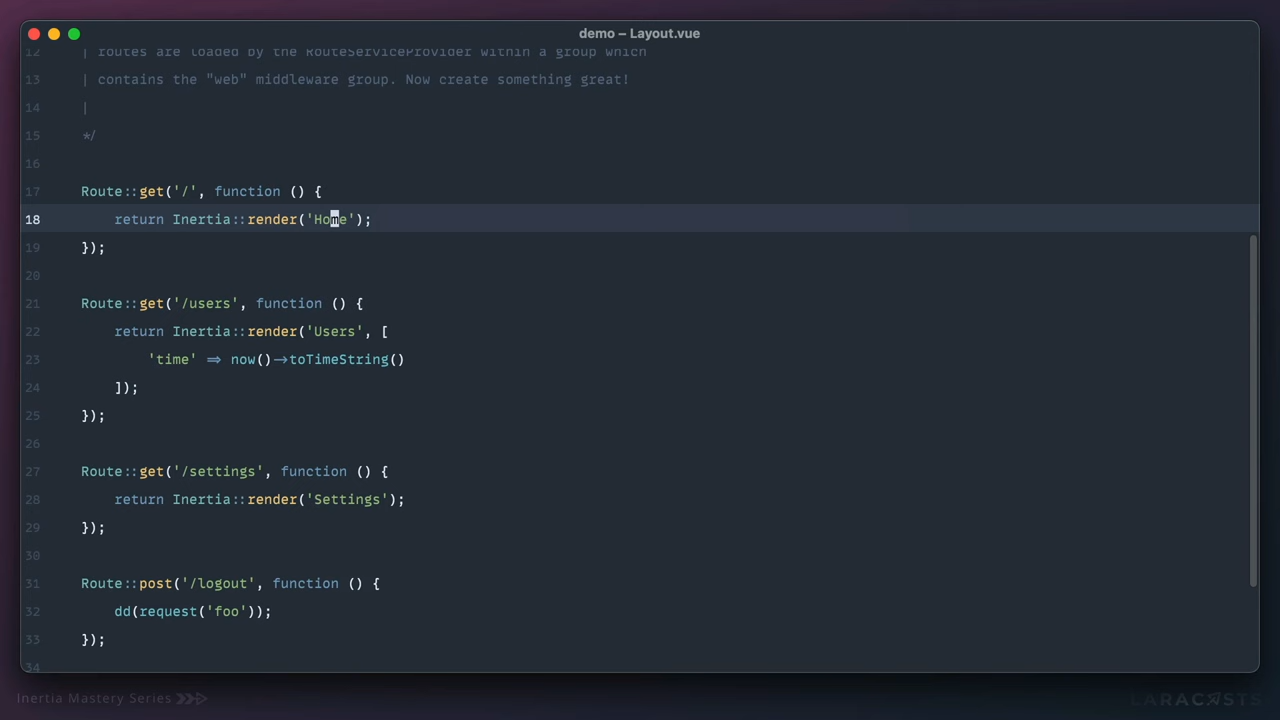 demo – Layout.vue
12 | routes are loaded by the RouteServiceProvider within a group which
13 | contains the "web" middleware group. Now create something great!
14 |
15 */
16
17 Route::get('/', function () {
18 return Inertia::render('Home');
19 });
20
21 Route::get('/users', function () {
22 return Inertia::render('Users', [
23 'time' => now()->toTimeString()
24 ]);
25 });
26
27 Route::get('/settings', function () {
28 return Inertia::render('Settings');
29 });
30
31 Route::post('/logout', function () {
32 dd(request('foo'));
33 });
34
Inertia Mastery Series
LARACASTS